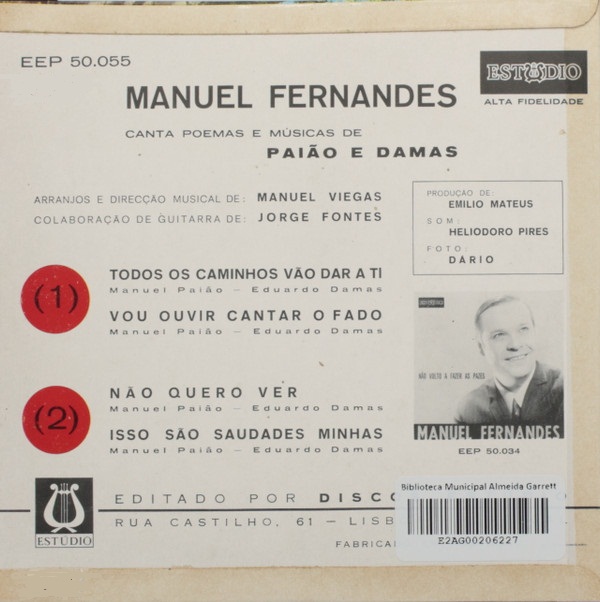 EEP 50.055
ESTÚDIO
ALTA FIDELIDADE
MANUEL FERNANDES
CANTA POEMAS E MÚSICAS DE
PAIÃO E DAMAS
ARRANJOS E DIRECÇÃO MUSICAL DE: MANUEL VIEGAS
COLABORAÇÃO DE GUITARRA DE: JORGE FONTES
PRODUÇÃO DE:
EMILIO MATEUS
SOM:
HELIODORO PIRES
FOTO:
DARIO
(1)
TODOS OS CAMINHOS VÃO DAR A TI
Manuel Paião – Eduardo Damas
VOU OUVIR CANTAR O FADO
Manuel Paião – Eduardo Damas
(2)
NÃO QUERO VER
Manuel Paião – Eduardo Damas
ISSO SÃO SAUDADES MINHAS
Manuel Paião – Eduardo Damas
NÃO VOLTO A FAZER AS PAZES
MANUEL FERNANDES
EEP 50.034
ESTÚDIO
EDITADO POR DISCO
RUA CASTILHO, 61 – LISB
FABRICA
Biblioteca Municipal Almeida Garrett
E2AG00206227